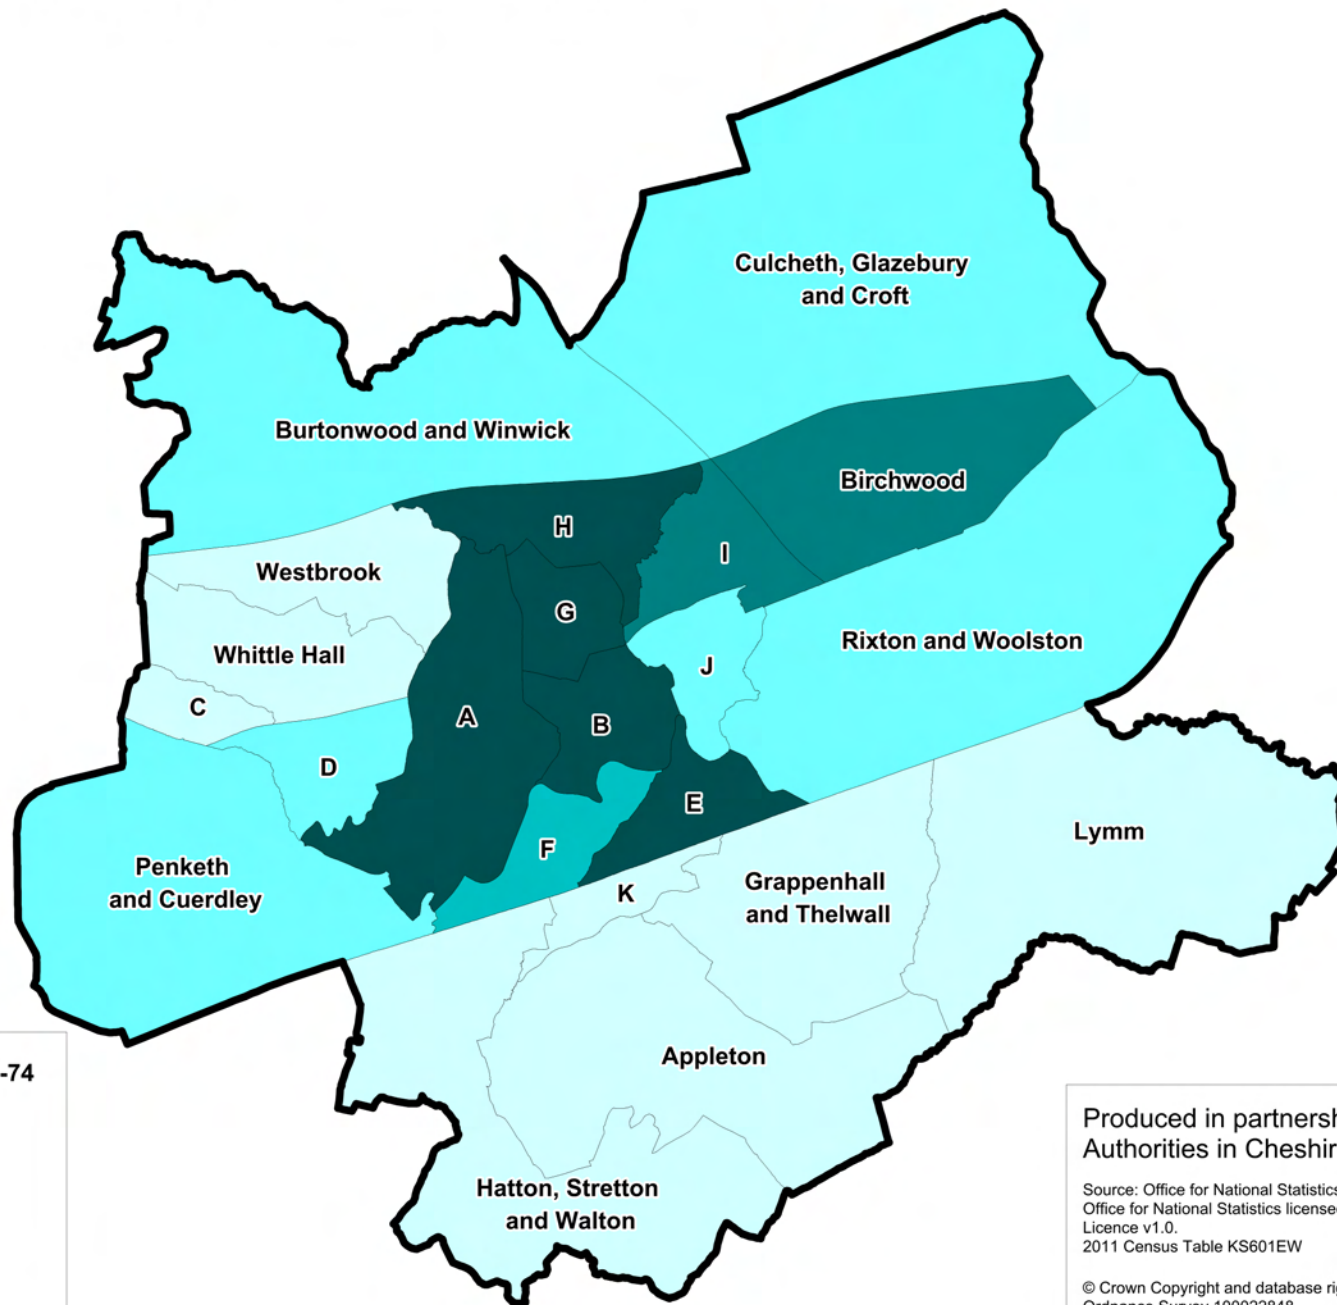 Culcheth, Glazebury
and Croft
Burtonwood and Winwick
Birchwood
H
I
Westbrook
G
Rixton and Woolston
Whittle Hall
J
C
A
B
D
E
Lymm
F
Penketh
and Cuerdley
Grappenhall
and Thelwall
K
Appleton
-74
Hatton, Stretton
and Walton
Produced in partnersh
Authorities in Cheshir
Source: Office for National Statistics
Office for National Statistics license
Licence v1.0.
2011 Census Table KS601EW
© Crown Copyright and database rig